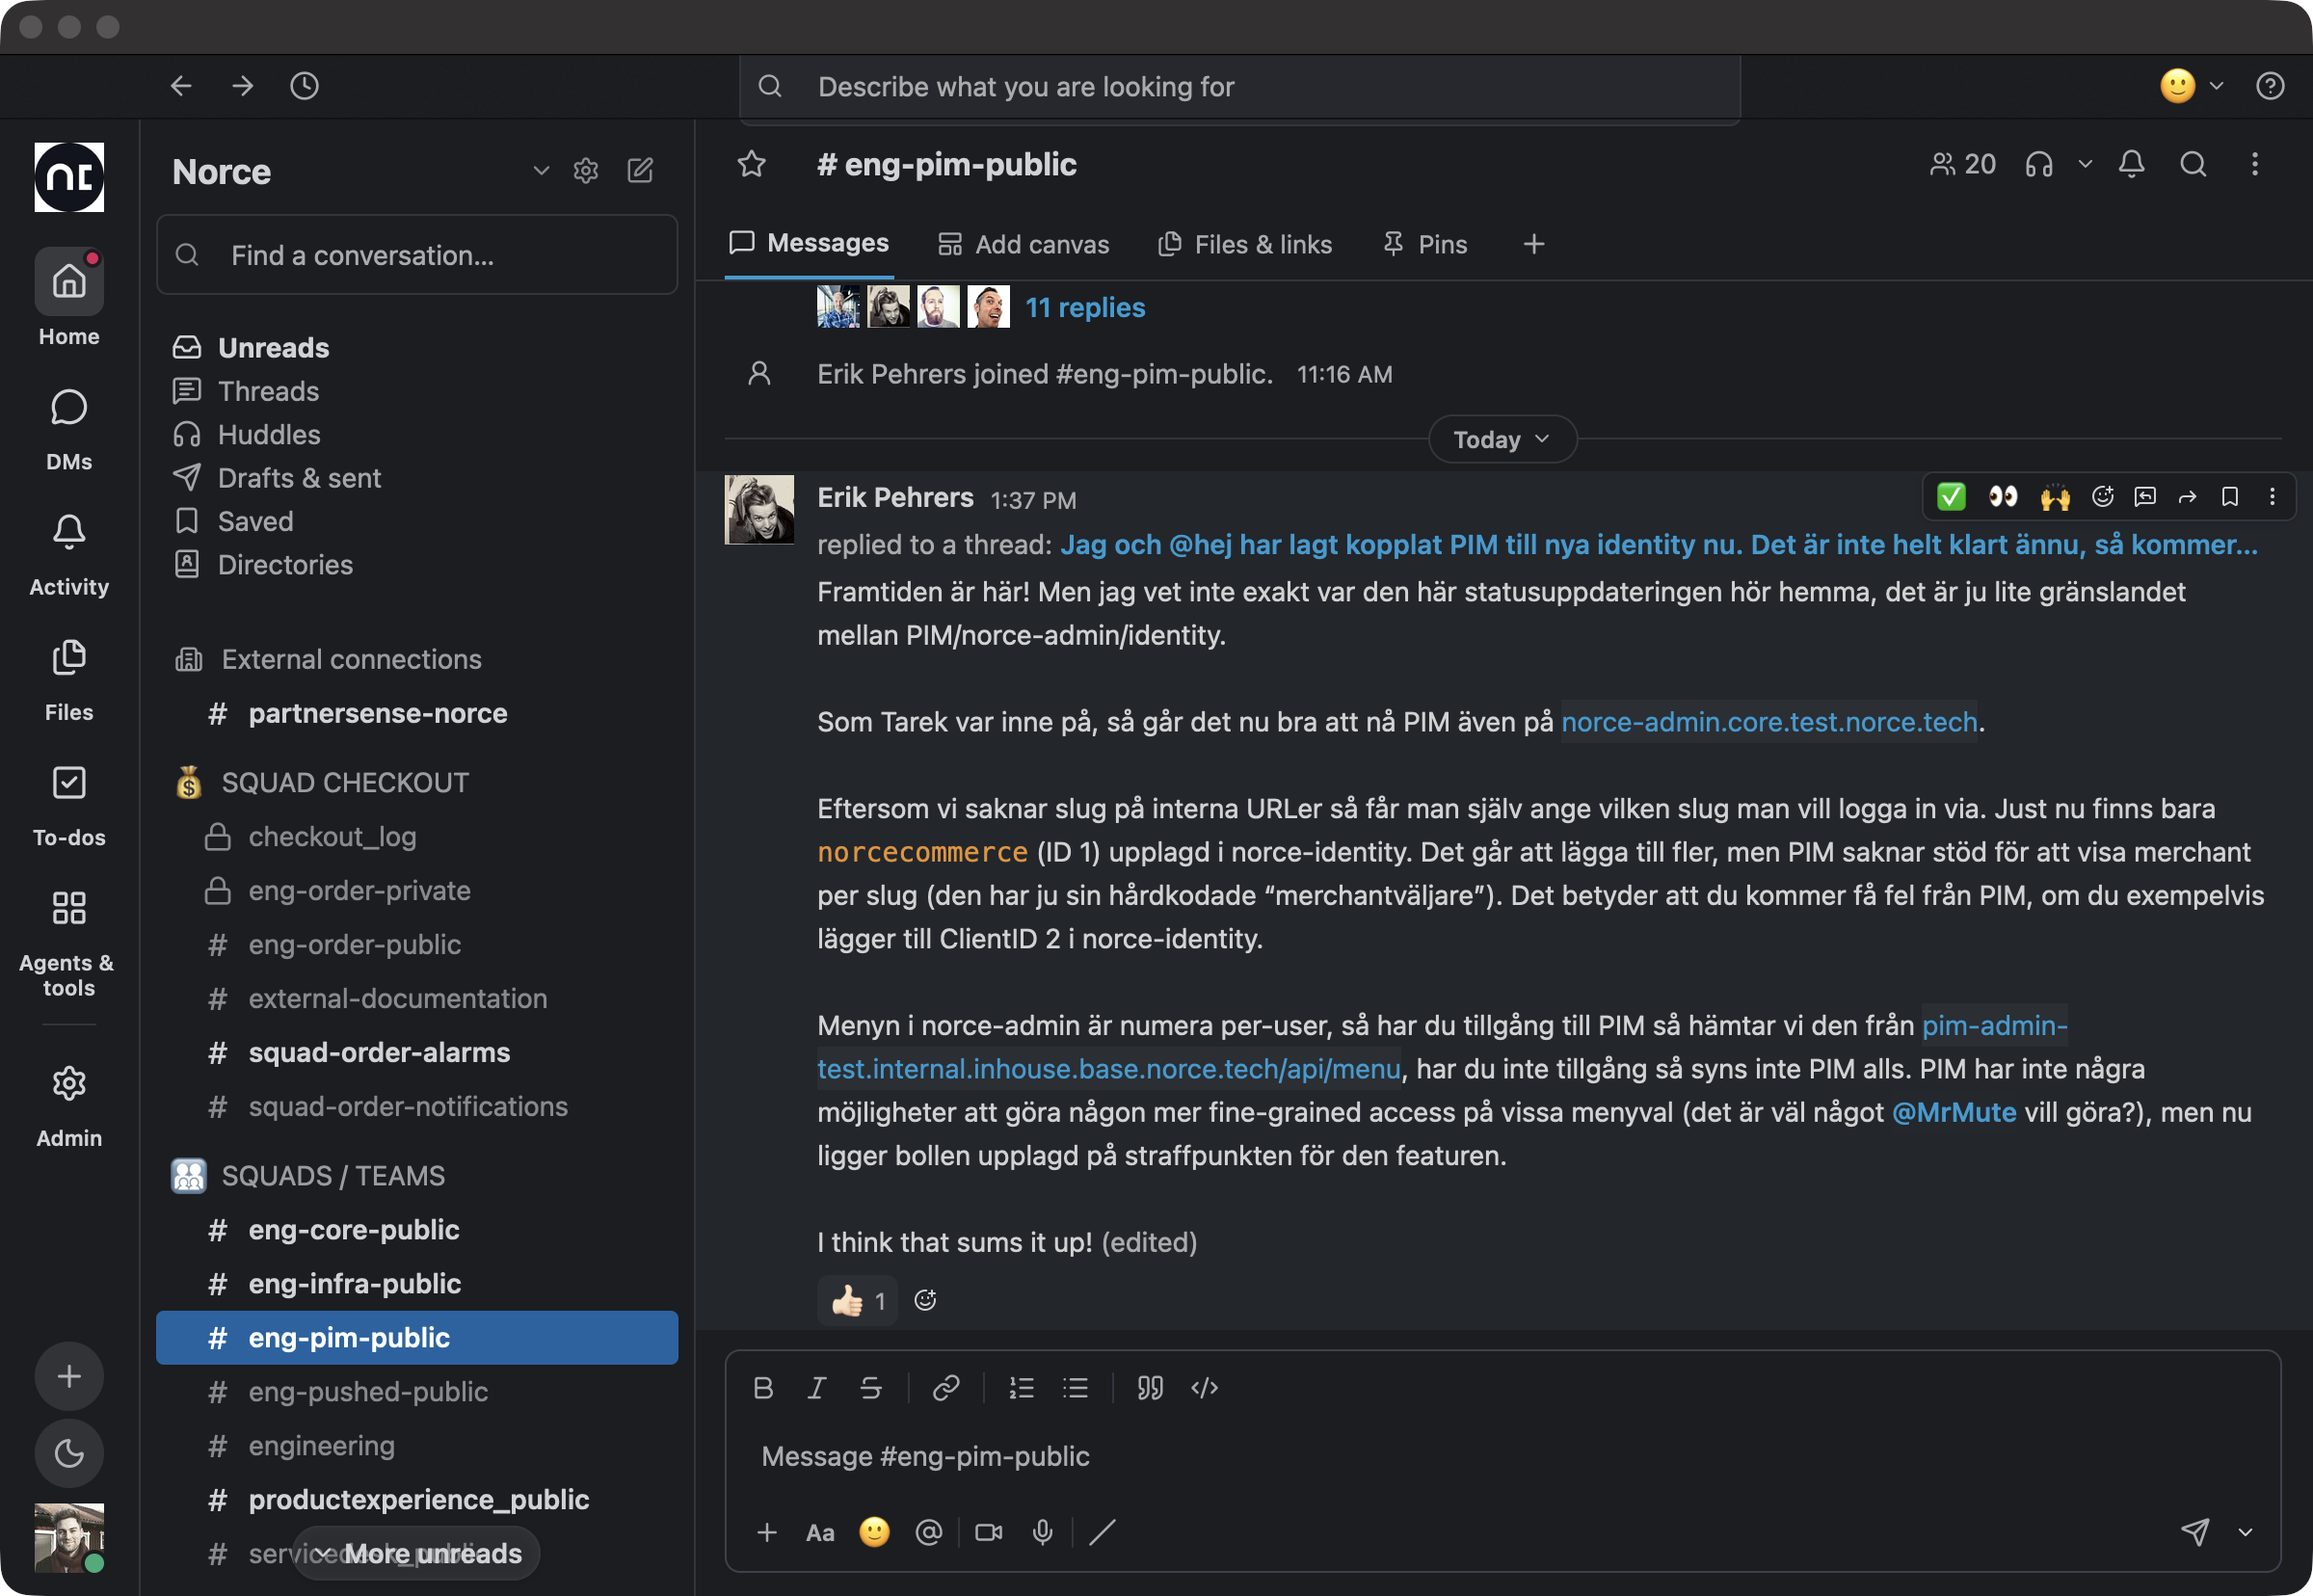 Describe what you are looking for
Norce
Find a conversation...
Home
DMs
Activity
Files
To-dos
Agents &
tools
Admin
Unreads
Threads
Huddles
Drafts & sent
Saved
Directories
External connections
# partnersense-norce
SQUAD CHECKOUT
checkout_log
eng-order-private
# eng-order-public
# external-documentation
# squad-order-alarms
# squad-order-notifications
SQUADS / TEAMS
# eng-core-public
# eng-infra-public
# eng-pim-public
# eng-pushed-public
# engineering
# productexperience_public
# servicedesk_public
More unreads
# eng-pim-public
20
Messages
Add canvas
Files & links
Pins
11 replies
Erik Pehrers joined #eng-pim-public. 11:16 AM
Today
Erik Pehrers 1:37 PM
replied to a thread: Jag och @hej har lagt kopplat PIM till nya identity nu. Det är inte helt klart ännu, så kommer...
Framtiden är här! Men jag vet inte exakt var den här statusuppdateringen hör hemma, det är ju lite gränslandet
mellan PIM/norce-admin/identity.
Som Tarek var inne på, så går det nu bra att nå PIM även på norce-admin.core.test.norce.tech.
Eftersom vi saknar slug på interna URLer så får man själv ange vilken slug man vill logga in via. Just nu finns bara
norcecommerce (ID 1) upplagd i norce-identity. Det går att lägga till fler, men PIM saknar stöd för att visa merchant
per slug (den har ju sin hårdkodade “merchantväljare”). Det betyder att du kommer få fel från PIM, om du exempelvis
lägger till ClientID 2 i norce-identity.
Menyn i norce-admin är numera per-user, så har du tillgång till PIM så hämtar vi den från pim-admin-
test.internal.inhouse.base.norce.tech/api/menu, har du inte tillgång så syns inte PIM alls. PIM har inte några
möjligheter att göra någon mer fine-grained access på vissa menyval (det är väl något @MrMute vill göra?), men nu
ligger bollen upplagd på straffpunkten för den featuren.
I think that sums it up! (edited)
1
Message #eng-pim-public
Aa